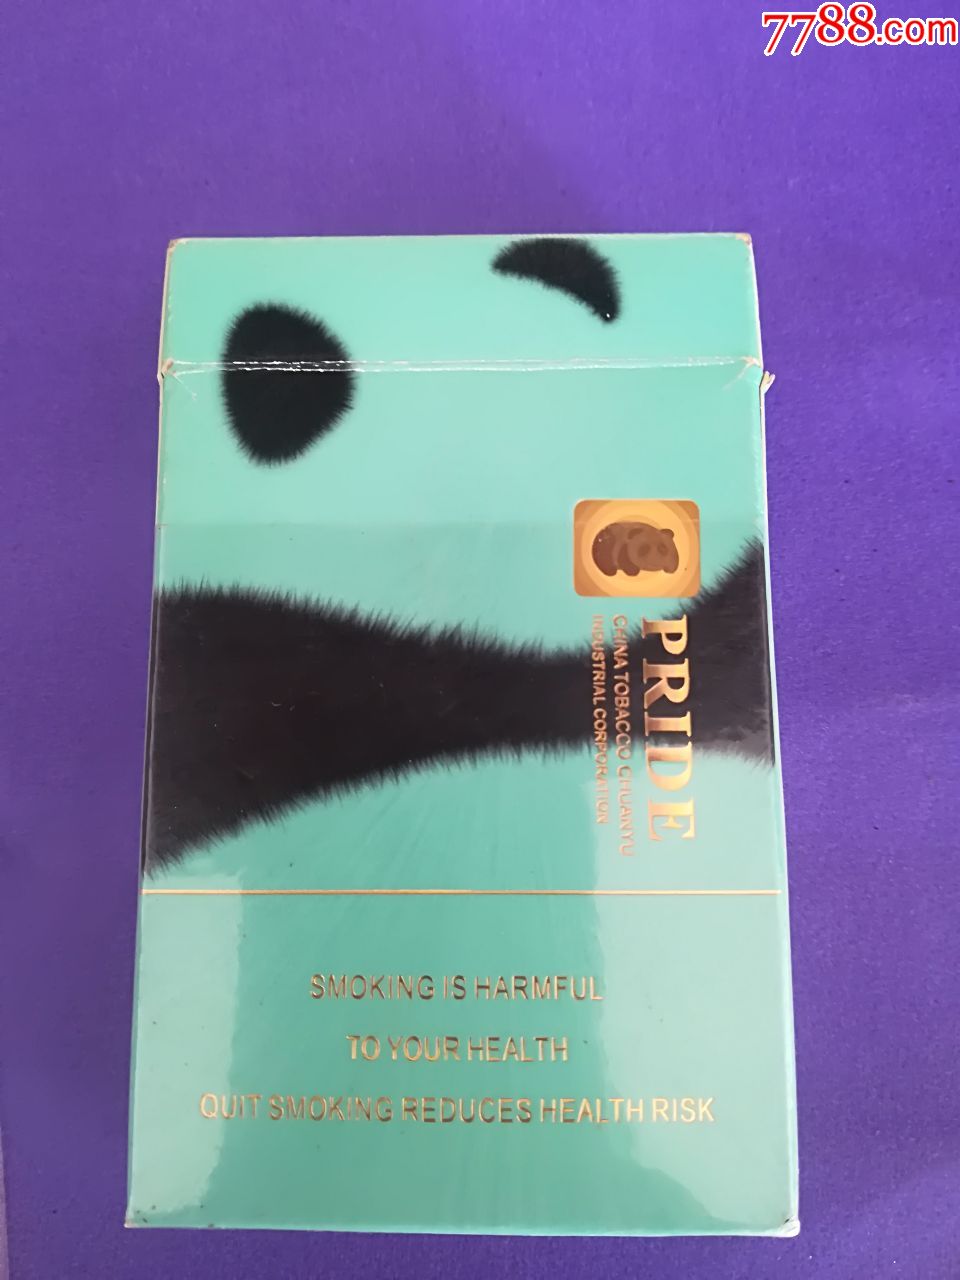 7788.com
PRIDE
CHINA TOBACCO CHUANYU
INDUSTRIAL CORPORATION
SMOKING IS HARMFUL
TO YOUR HEALTH
QUIT SMOKING REDUCES HEALTH RISK